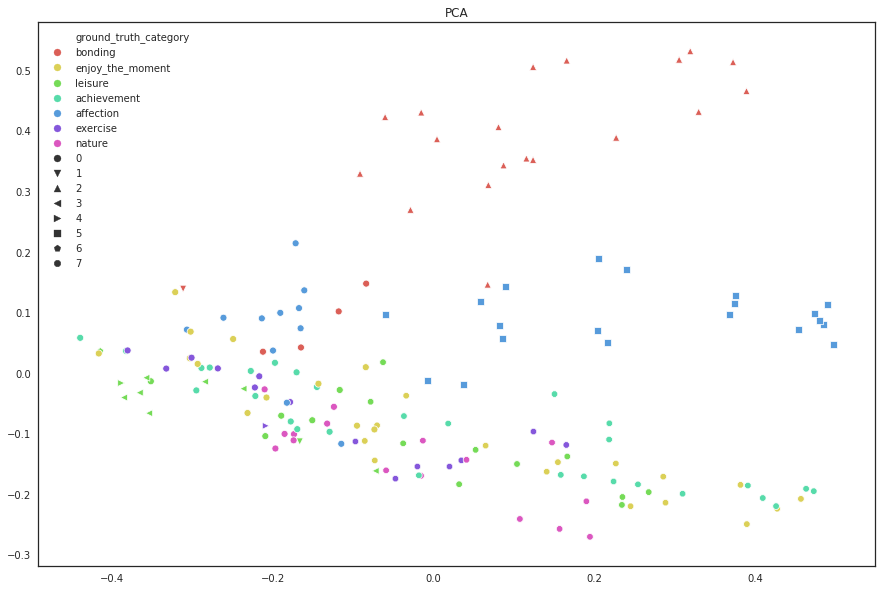 PCA
ground_truth_category
bonding
enjoy_the_moment
leisure
achievement
affection
exercise
nature
0
1
2
3
4
5
6
7
0.5
0.4
0.3
0.2
0.1
0.0
−0.1
−0.2
−0.3
−0.4 −0.2 0.0 0.2 0.4